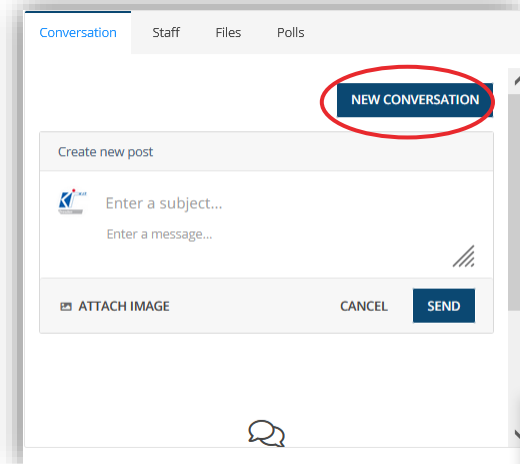 Conversation Staff Files Polls
NEW CONVERSATION
Create new post
Enter a subject...
Enter a message...
ATTACH IMAGE CANCEL SEND